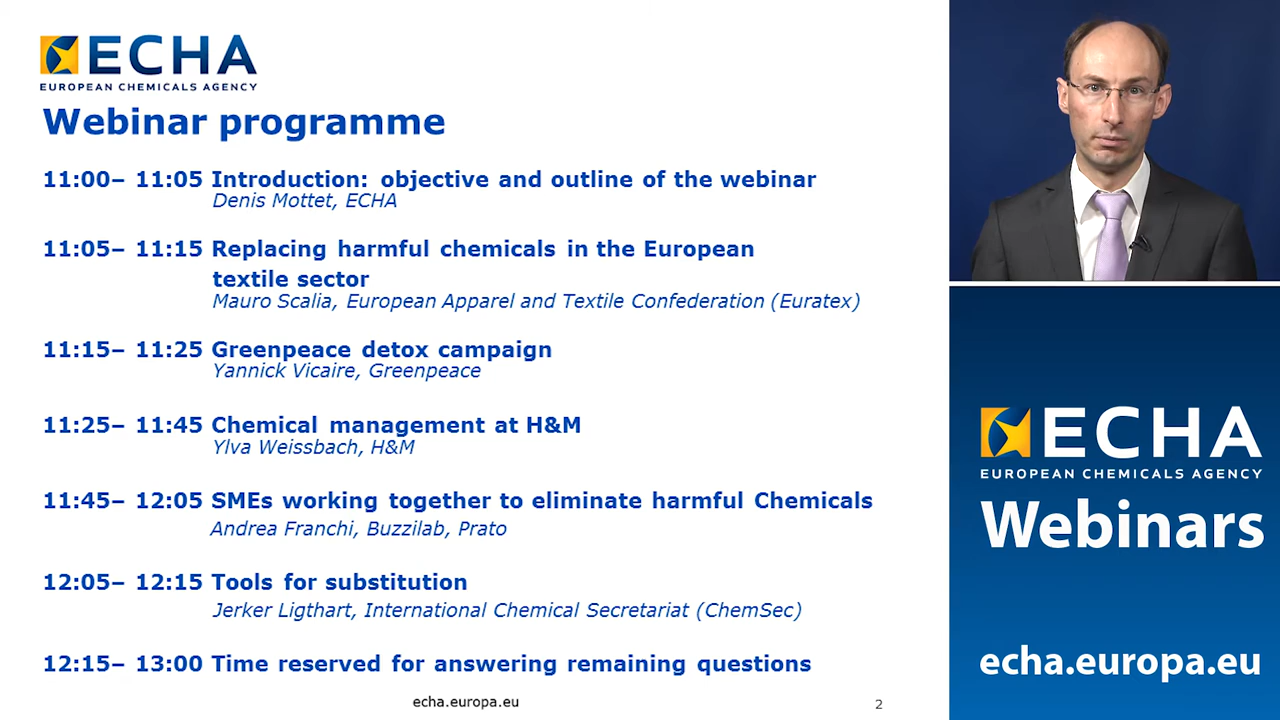 ECHA
EUROPEAN CHEMICALS AGENCY
Webinar programme
11:00– 11:05 Introduction: objective and outline of the webinar
Denis Mottet, ECHA
11:05– 11:15 Replacing harmful chemicals in the European
textile sector
Mauro Scalia, European Apparel and Textile Confederation (Euratex)
11:15– 11:25 Greenpeace detox campaign
Yannick Vicaire, Greenpeace
11:25– 11:45 Chemical management at H&M
Ylva Weissbach, H&M
11:45– 12:05 SMEs working together to eliminate harmful Chemicals
Andrea Franchi, Buzzilab, Prato
12:05– 12:15 Tools for substitution
Jerker Ligthart, International Chemical Secretariat (ChemSec)
12:15– 13:00 Time reserved for answering remaining questions
echa.europa.eu
2
ECHA
EUROPEAN CHEMICALS AGENCY
Webinars
echa.europa.eu